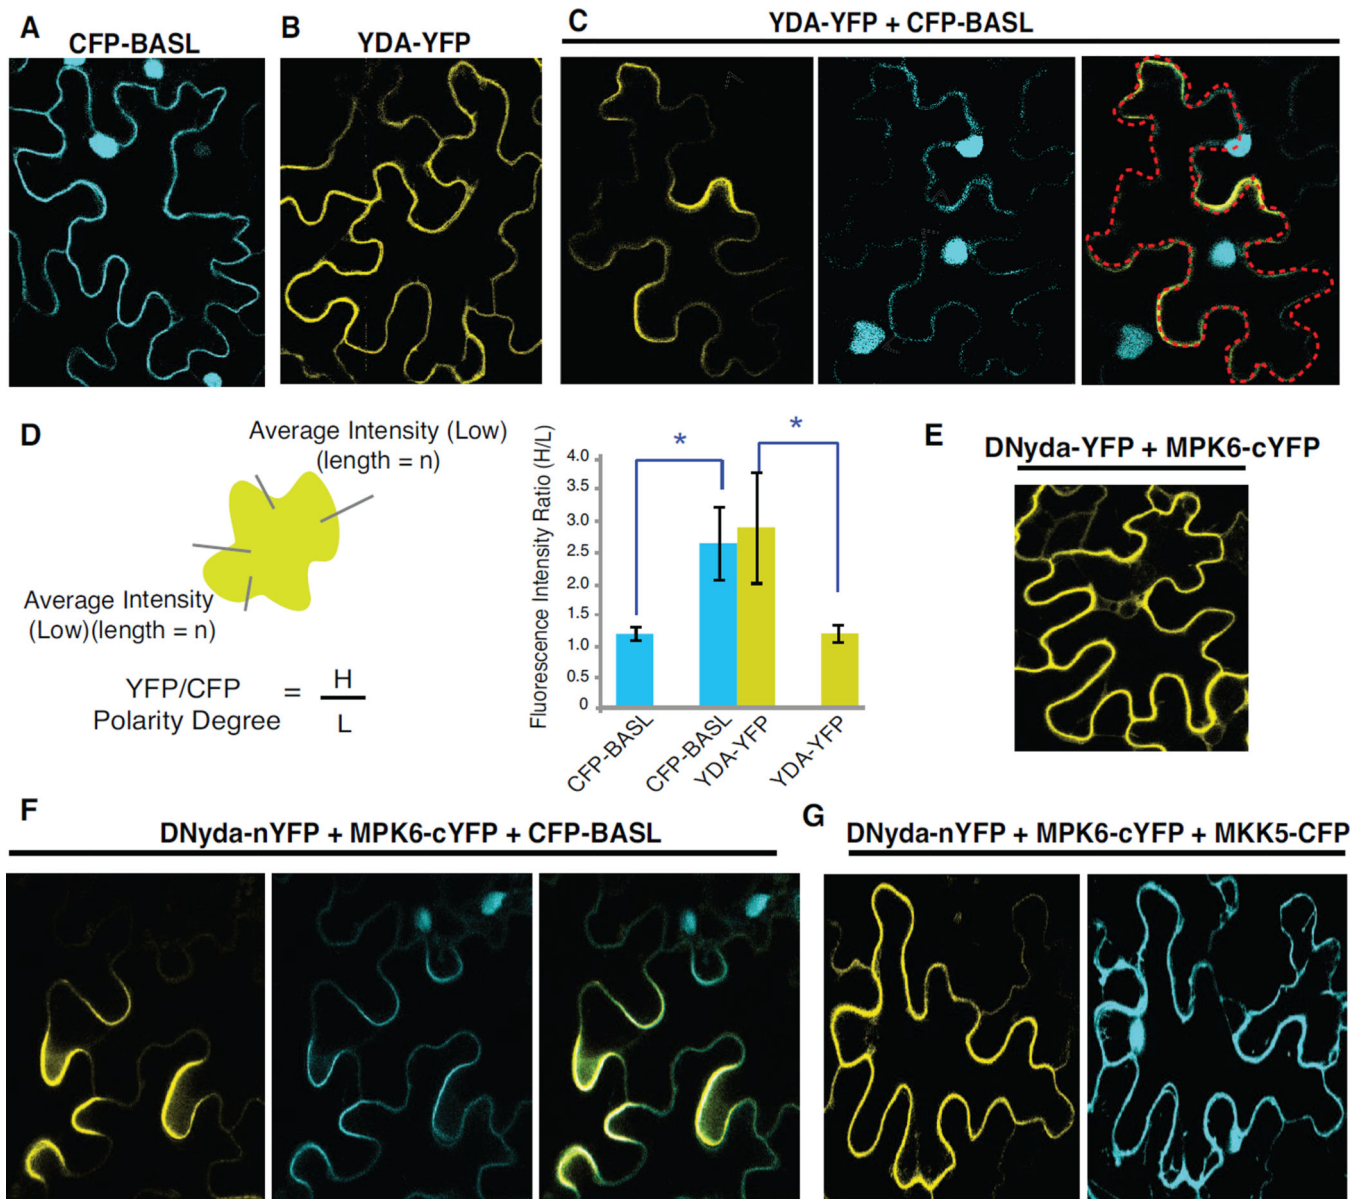 A
CFP-BASL
B
YDA-YFP
C
YDA-YFP + CFP-BASL
D
Average Intensity (Low)
(length = n)
Average Intensity
(Low)(length = n)
YFP/CFP
Polarity Degree
=
H
L
Fluorescence Intensity Ratio (H/L)
4.0
3.5
3.0
2.5
2.0
1.5
1.0
0.5
0
*
*
CFP-BASL
CFP-BASL
YDA-YFP
YDA-YFP
E
DNyda-YFP + MPK6-cYFP
F
DNyda-nYFP + MPK6-cYFP + CFP-BASL
G
DNyda-nYFP + MPK6-cYFP + MKK5-CFP